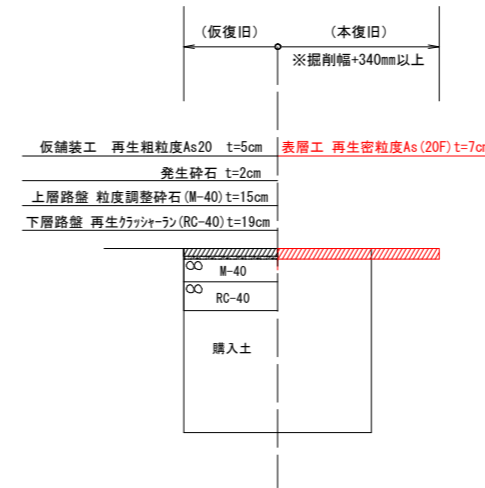 (仮復旧) (本復旧)
※掘削幅+340mm以上
仮舗装工 再生粗粒度As20 t=5cm 表層工 再生密粒度As(20F)t=7cm
発生砕石 t=2cm
上層路盤 粒度調整砕石(M-40)t=15cm
下層路盤 再生クラッシャーラン(RC-40)t=19cm
M-40
RC-40
購入土